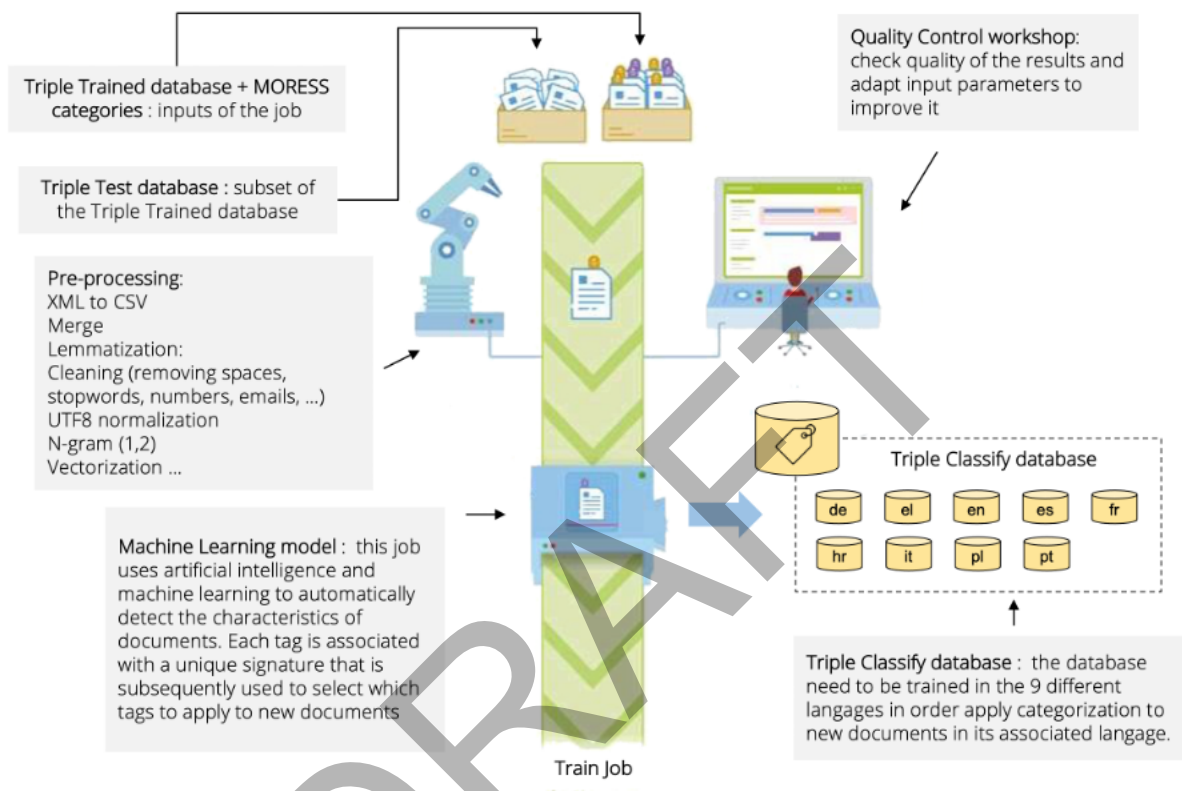 Triple Trained database + MORESS
categories : inputs of the job
Quality Control workshop:
check quality of the results and
adapt input parameters to
improve it
Triple Test database : subset of
the Triple Trained database
Pre-processing:
XML to CSV
Merge
Lemmatization:
Cleaning (removing spaces,
stopwords, numbers, emails, ...)
UTF8 normalization
N-gram (1,2)
Vectorization ...
Triple Classify database
de el en es fr
hr it pl pt
Machine Learning model : this job
uses artificial intelligence and
machine learning to automatically
detect the characteristics of
documents. Each tag is associated
with a unique signature that is
subsequently used to select which
tags to apply to new documents
Triple Classify database : the database
need to be trained in the 9 different
langages in order apply categorization to
new documents in its associated langage.
Train Job
DRAFT